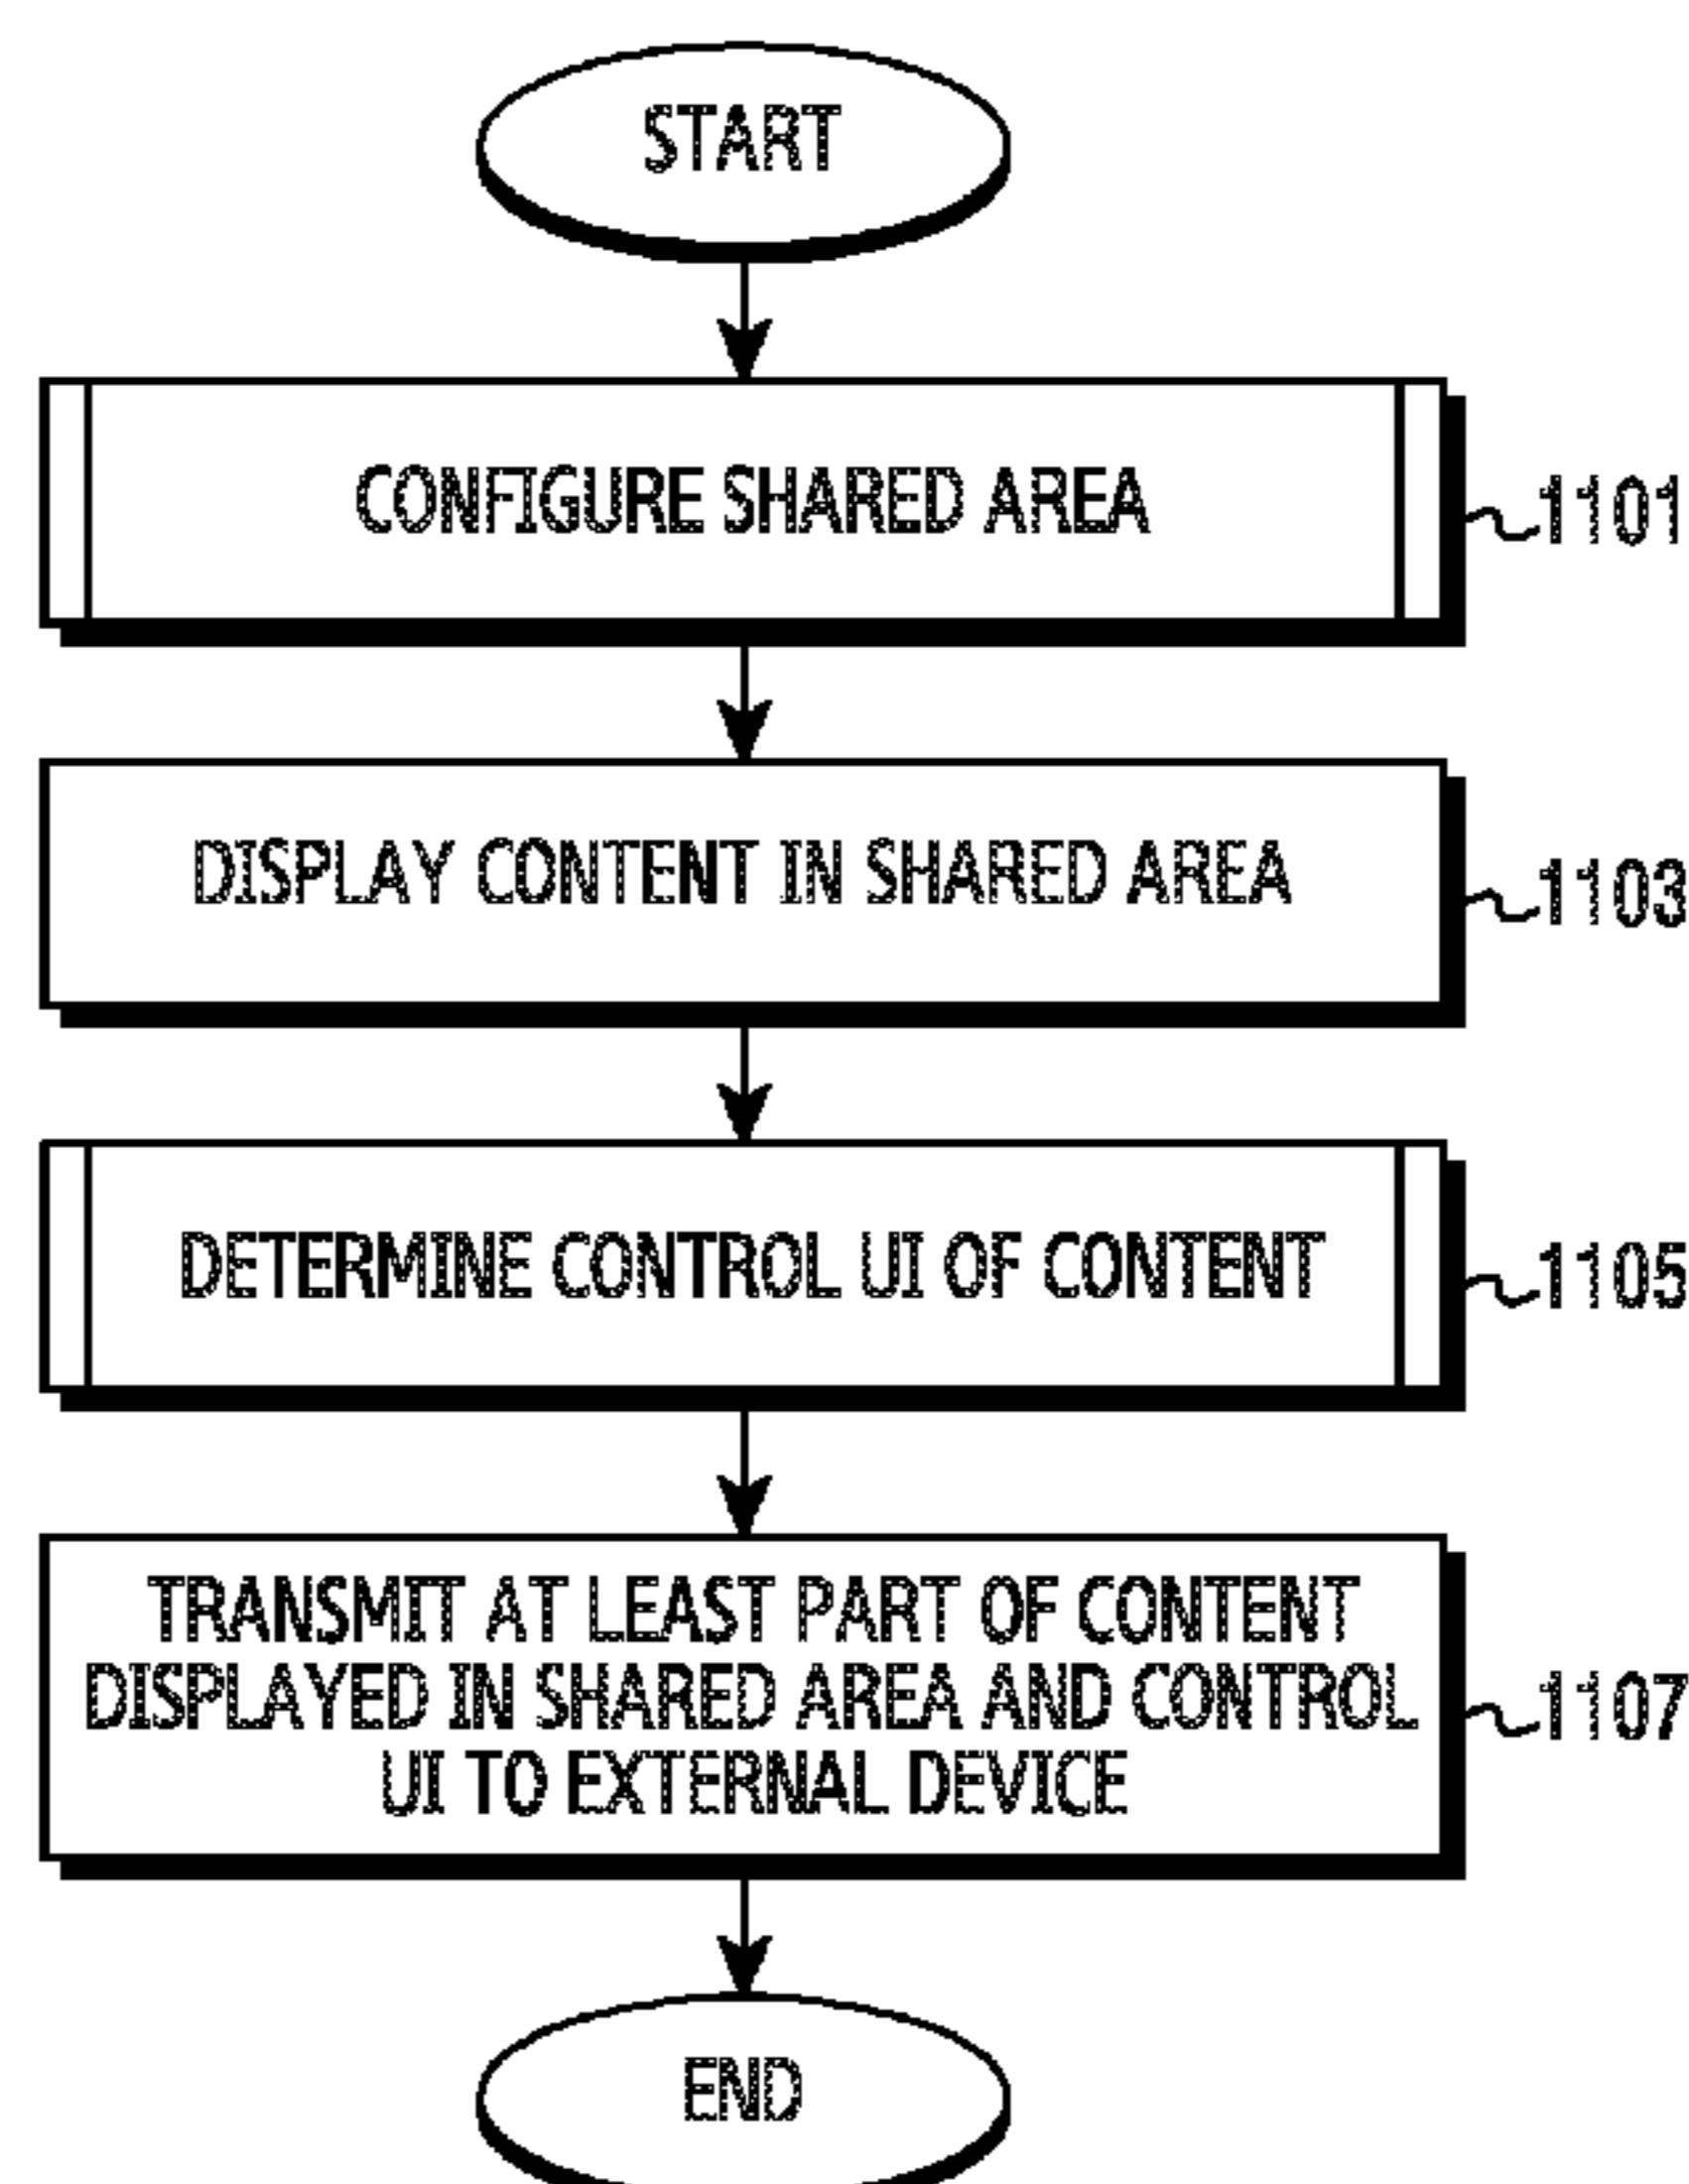 START
CONFIGURE SHARED AREA
1101
DISPLAY CONTENT IN SHARED AREA
1103
DETERMINE CONTROL UI OF CONTENT
1105
TRANSMIT AT LEAST PART OF CONTENT
DISPLAYED IN SHARED AREA AND CONTROL
UI TO EXTERNAL DEVICE
1107
END